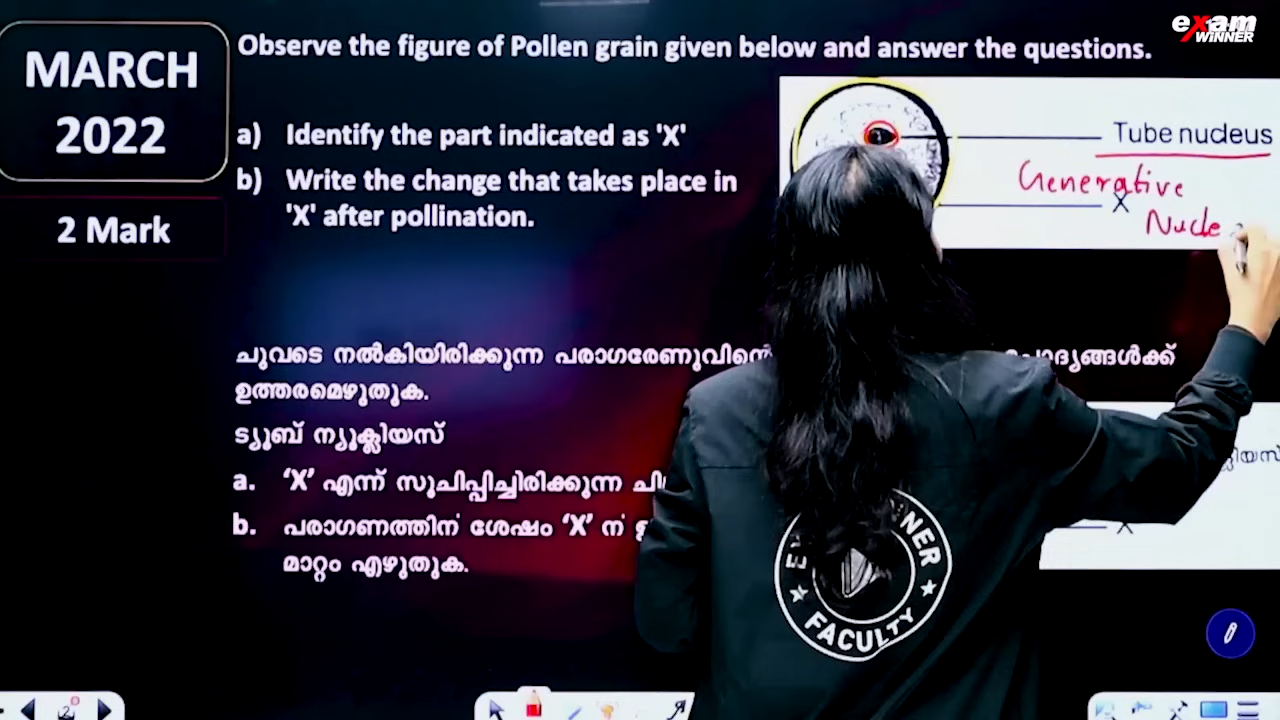 exam
WINNER
MARCH
2022
2 Mark
Observe the figure of Pollen grain given below and answer the questions.
a) Identify the part indicated as 'X'
b) Write the change that takes place in
'X' after pollination.
Tube nucleus
Generative
X
Nucle
ചുവടെ നൽകിയിരിക്കുന്ന പരാഗരേണുവിന്റെ
ഉത്തരമെഴുതുക.
ട്യൂബ് ന്യൂക്ലിയസ്
a. ‘X’ എന്ന് സൂചിപ്പിച്ചിരിക്കുന്ന
b. പരാഗണത്തിന് ശേഷം ‘X’ ന്
മാറ്റം എഴുതുക.
X
NNER
FACULTY
2